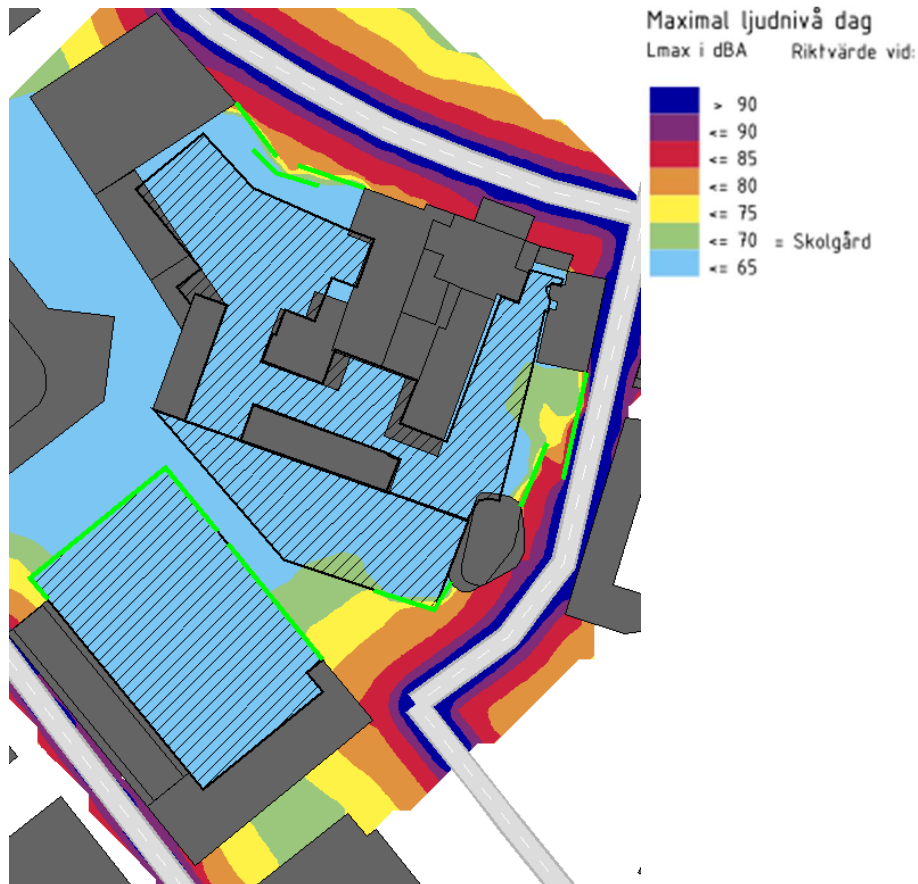 Maximal ljudnivå dag
Lmax i dBA Riktvärde vid:
> 90
<= 90
<= 85
<= 80
<= 75
<= 70 = Skolgård
<= 65